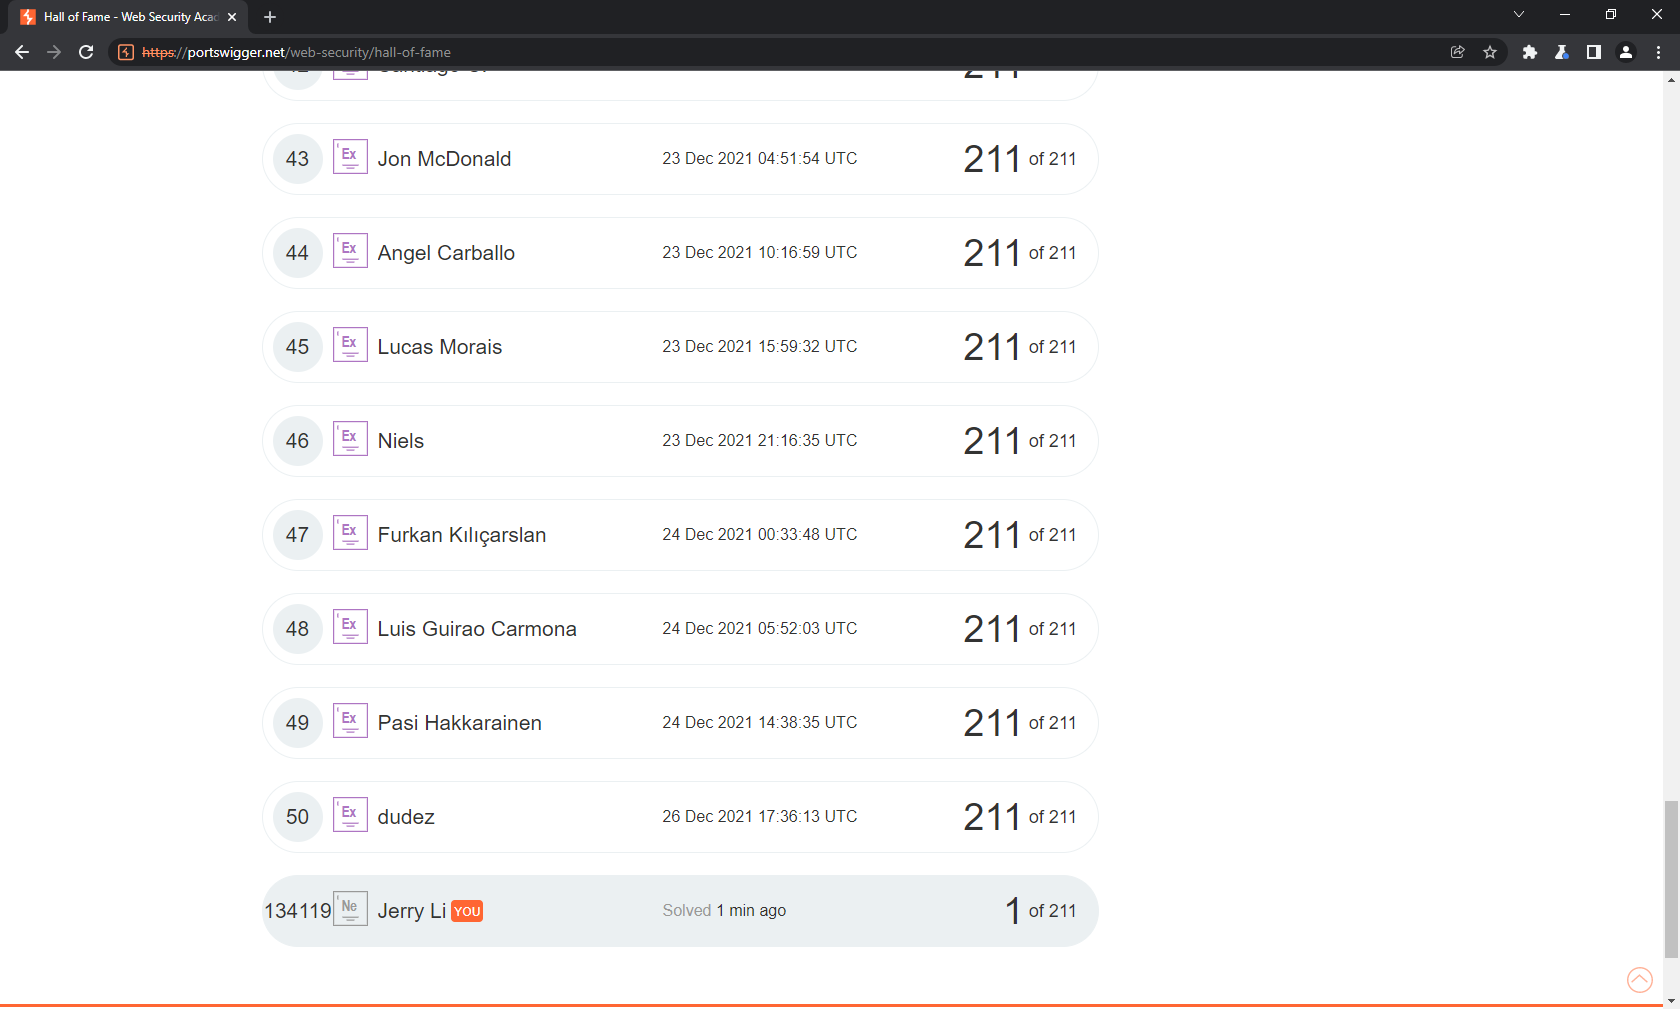 Hall of Fame - Web Security Aca
https://portswigger.net/web-security/hall-of-fame
43 Ex Jon McDonald 23 Dec 2021 04:51:54 UTC 211 of 211
44 Ex Angel Carballo 23 Dec 2021 10:16:59 UTC 211 of 211
45 Ex Lucas Morais 23 Dec 2021 15:59:32 UTC 211 of 211
46 Ex Niels 23 Dec 2021 21:16:35 UTC 211 of 211
47 Ex Furkan Kılıçarslan 24 Dec 2021 00:33:48 UTC 211 of 211
48 Ex Luis Guirao Carmona 24 Dec 2021 05:52:03 UTC 211 of 211
49 Ex Pasi Hakkarainen 24 Dec 2021 14:38:35 UTC 211 of 211
50 Ex dudez 26 Dec 2021 17:36:13 UTC 211 of 211
134119 Ne Jerry Li YOU Solved 1 min ago 1 of 211